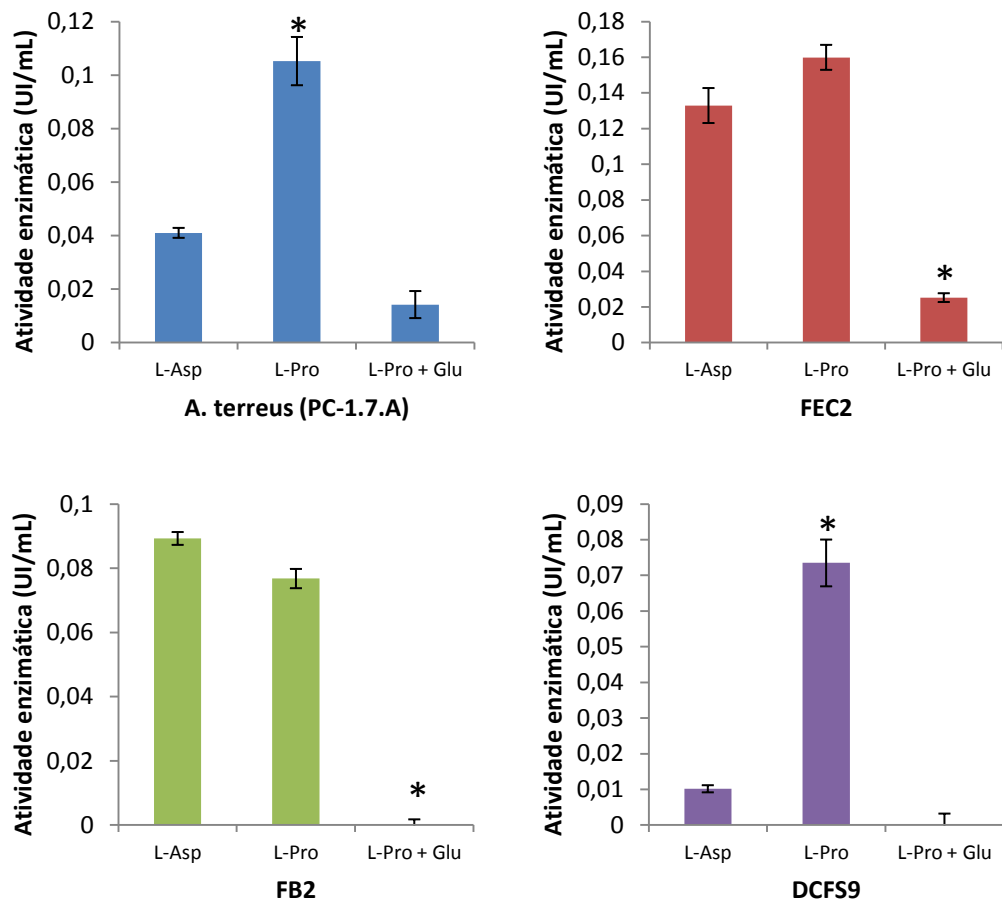 Atividade enzimática (UI/mL)
0,12
0,1
0,08
0,06
0,04
0,02
0
*
L-Asp
L-Pro
L-Pro + Glu
A. terreus (PC-1.7.A)
Atividade enzimática (UI/mL)
0,18
0,16
0,14
0,12
0,1
0,08
0,06
0,04
0,02
0
*
L-Asp
L-Pro
L-Pro + Glu
FEC2
Atividade enzimática (UI/mL)
0,1
0,08
0,06
0,04
0,02
0
*
L-Asp
L-Pro
L-Pro + Glu
FB2
Atividade enzimática (UI/mL)
0,09
0,08
0,07
0,06
0,05
0,04
0,03
0,02
0,01
0
*
L-Asp
L-Pro
L-Pro + Glu
DCFS9